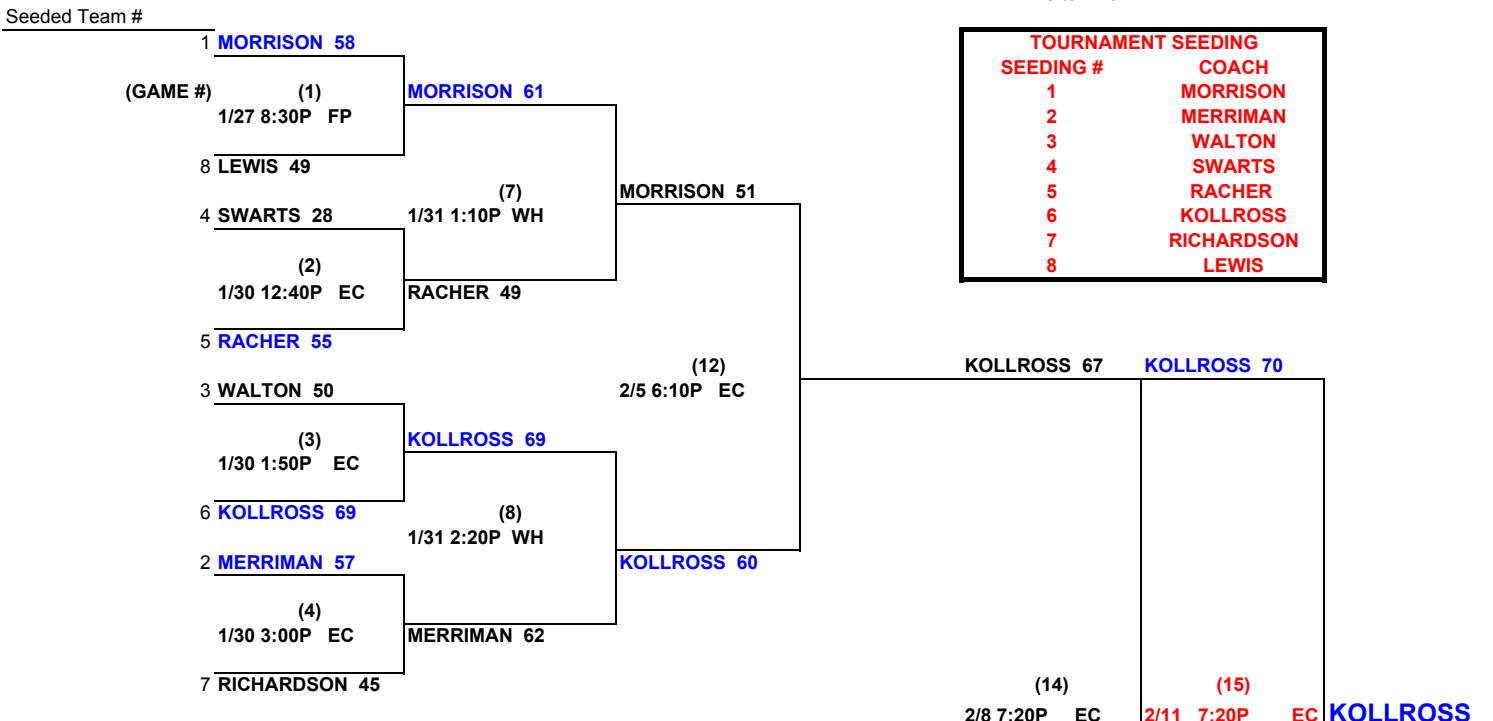 Seeded Team #
1 MORRISON 58
(GAME #) (1)
1/27 8:30P FP
MORRISON 61
8 LEWIS 49
(7)
1/31 1:10P WH
MORRISON 51
4 SWARTS 28
(2)
1/30 12:40P EC
RACHER 49
5 RACHER 55
(12)
2/5 6:10P EC
3 WALTON 50
(3)
1/30 1:50P EC
KOLLROSS 69
6 KOLLROSS 69
(8)
1/31 2:20P WH
KOLLROSS 60
2 MERRIMAN 57
(4)
1/30 3:00P EC
MERRIMAN 62
7 RICHARDSON 45
TOURNAMENT SEEDING
SEEDING # COACH
1 MORRISON
2 MERRIMAN
3 WALTON
4 SWARTS
5 RACHER
6 KOLLROSS
7 RICHARDSON
8 LEWIS
KOLLROSS 67
KOLLROSS 70
(14)
2/8 7:20P EC
(15)
2/11 7:20P EC
KOLLROSS